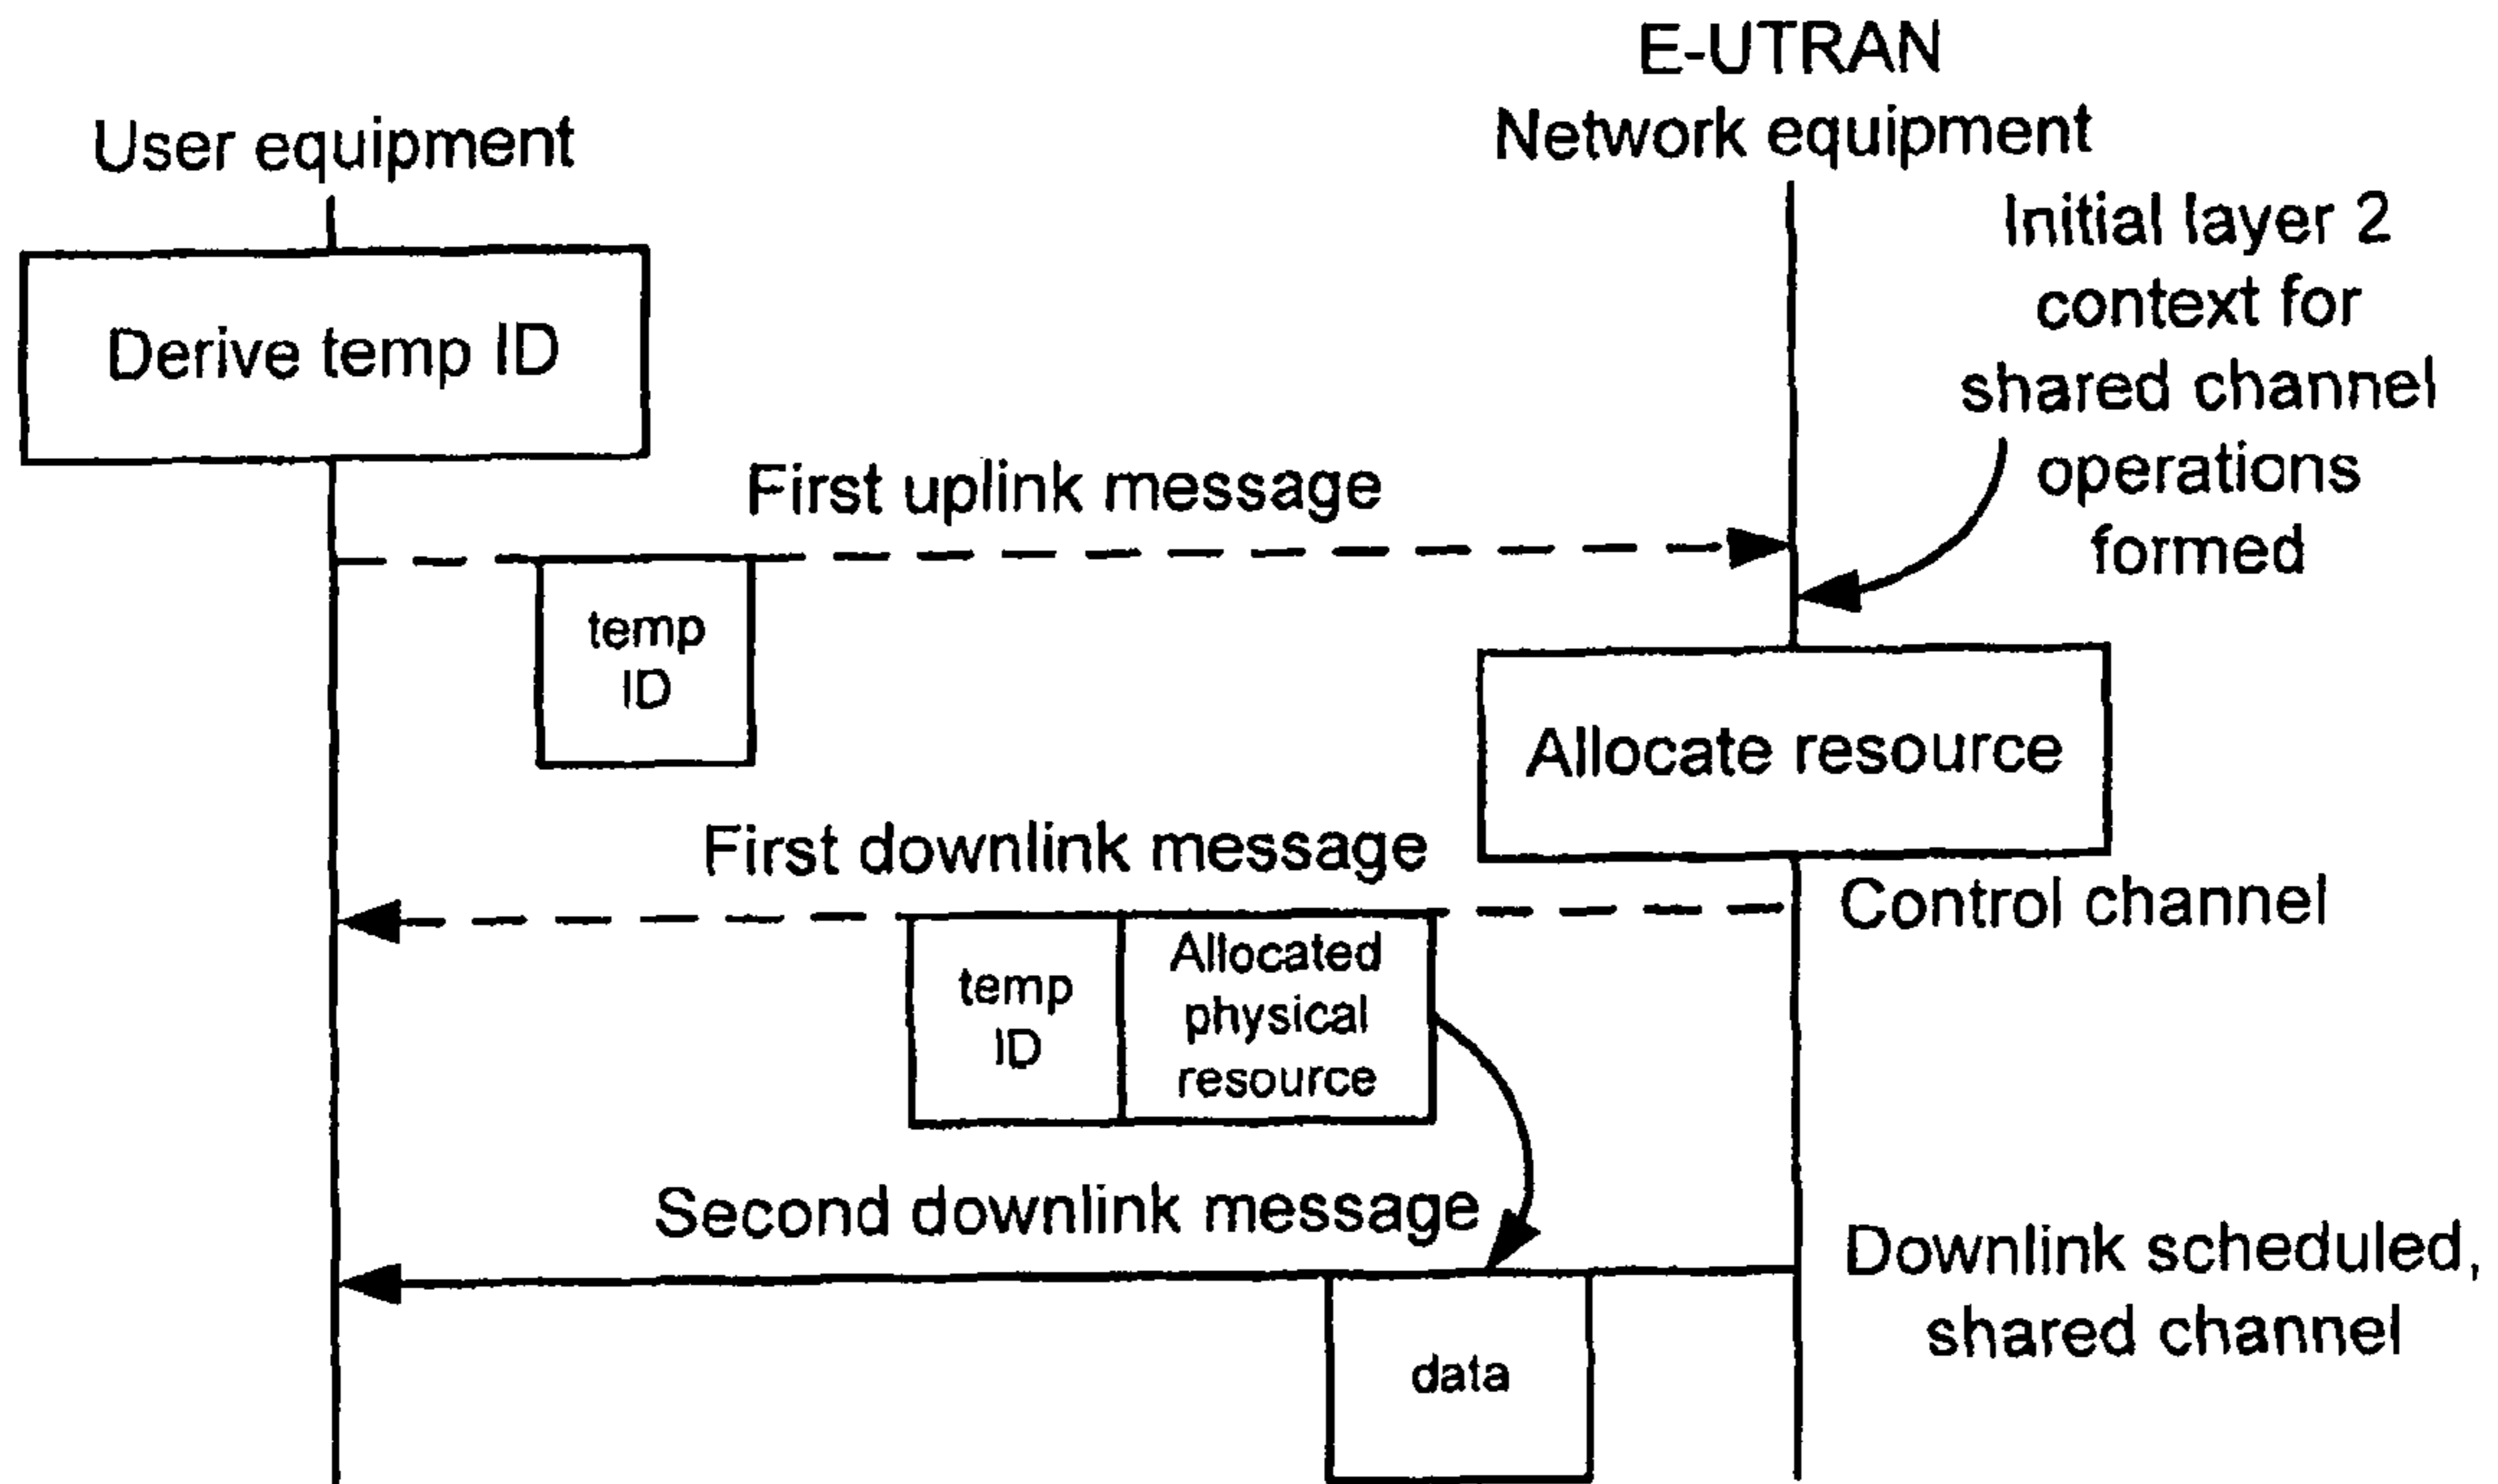 E-UTRAN
Network equipment
User equipment
Initial layer 2
context for
shared channel
operations
formed
Derive temp ID
First uplink message
temp
ID
Allocate resource
First downlink message
Control channel
temp
ID
Allocated
physical
resource
Second downlink message
Downlink scheduled,
shared channel
data